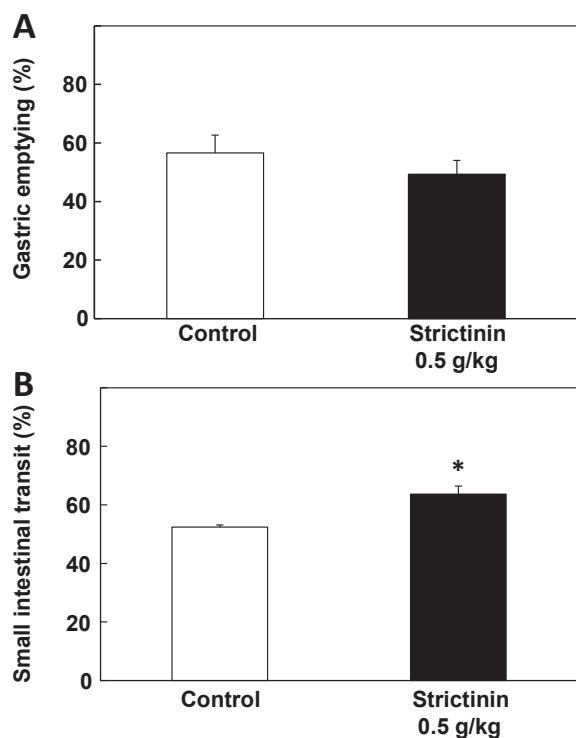 A
Gastric emptying (%)
80
60
40
20
0
Control
Strictinin
0.5 g/kg
B
Small intestinal transit (%)
80
60
40
20
0
*
Control
Strictinin
0.5 g/kg